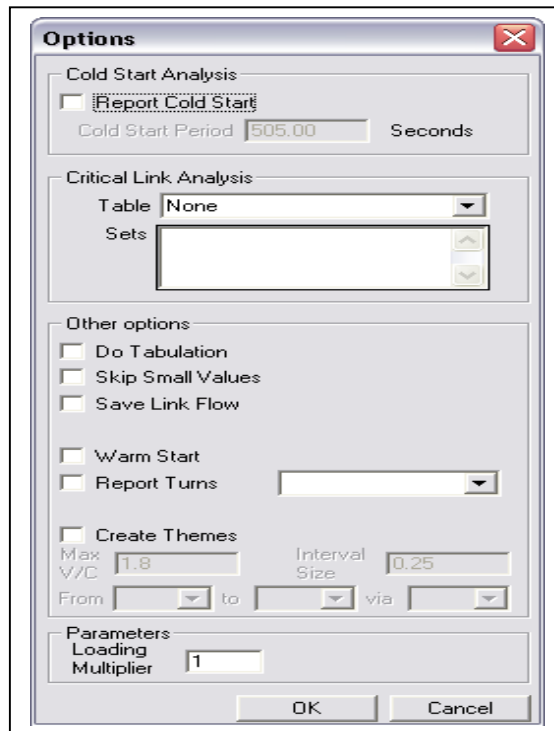 Options
Cold Start Analysis
Report Cold Start
Cold Start Period 505.00 Seconds
Critical Link Analysis
Table None
Sets
Other options
Do Tabulation
Skip Small Values
Save Link Flow
Warm Start
Report Turns
Create Themes
Max V/C 1.8 Interval Size 0.25
From to via
Parameters
Loading Multiplier 1
OK Cancel